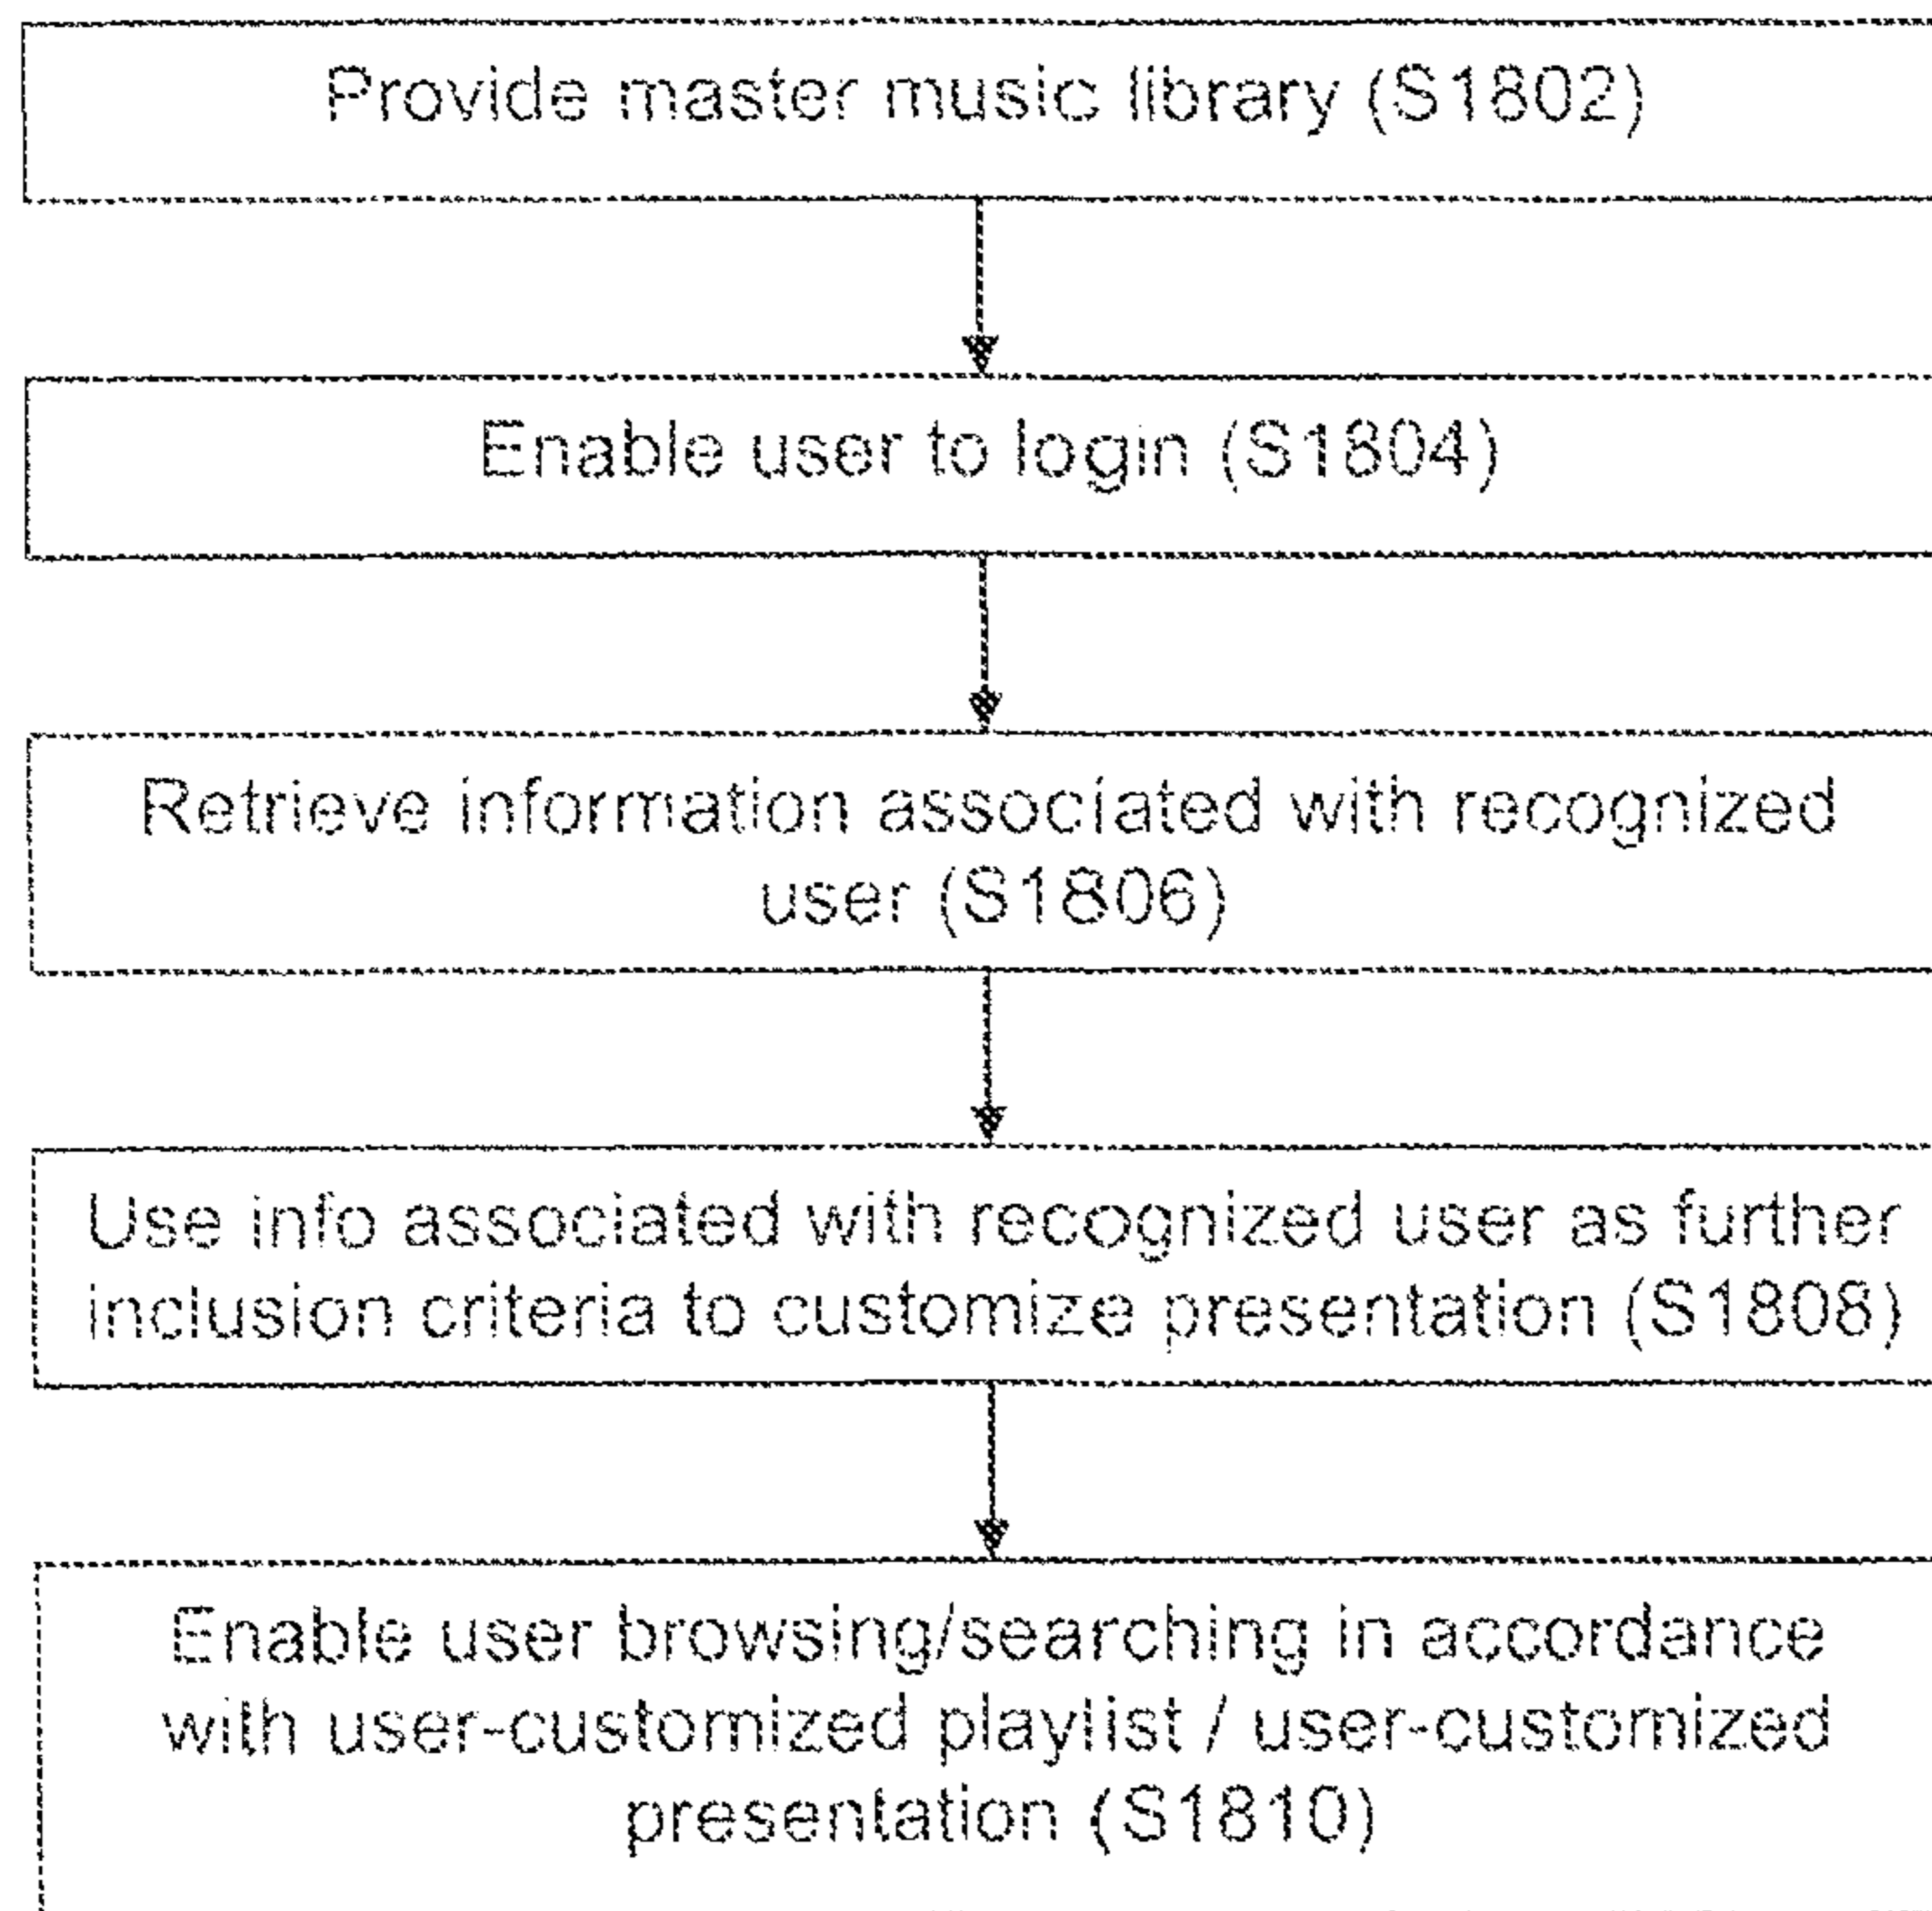 Provide master music library (S1802)
Enable user to login (S1804)
Retrieve information associated with recognized
user (S1806)
Use info associated with recognized user as further
inclusion criteria to customize presentation (S1808)
Enable user browsing/searching in accordance
with user-customized playlist / user-customized
presentation (S1810)